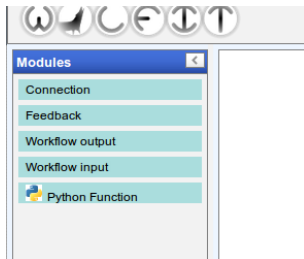 Modules
Connection
Feedback
Workflow output
Workflow input
Python Function